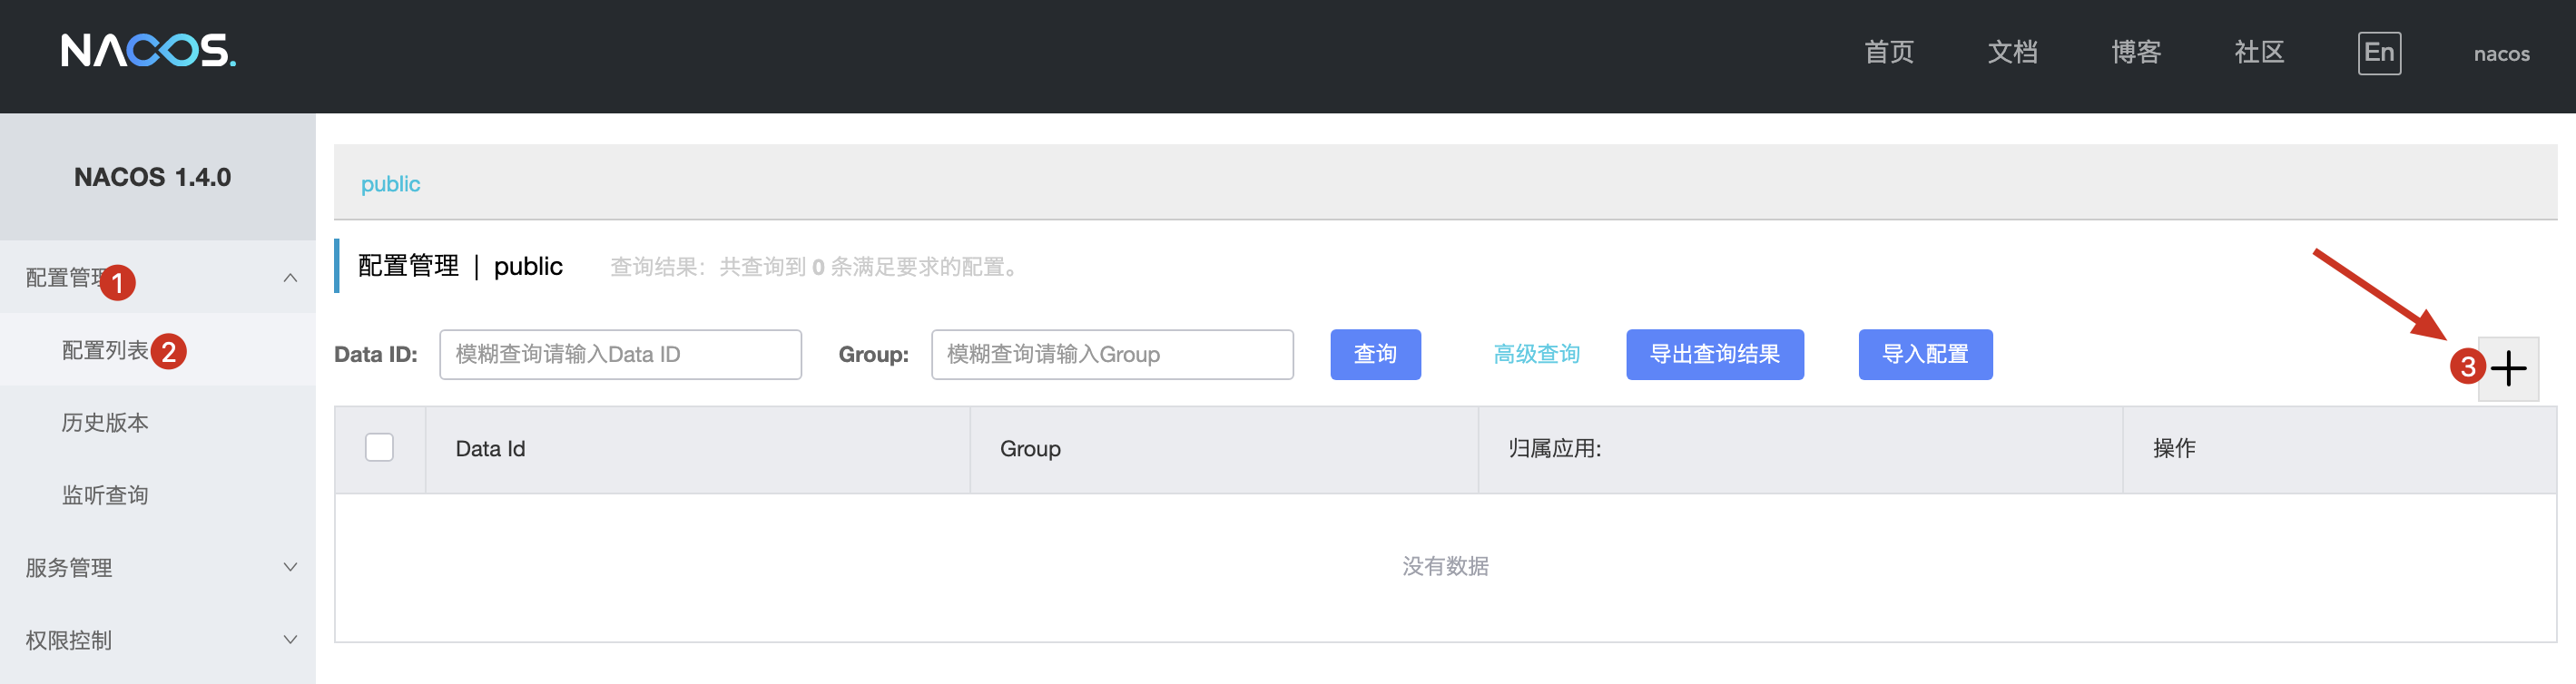 NACOS.
首页 文档 博客 社区 En nacos
NACOS 1.4.0
public
配置管理 1
配置管理 | public 查询结果：共查询到 0 条满足要求的配置。
配置列表 2
Data ID: 模糊查询请输入Data ID Group: 模糊查询请输入Group 查询 高级查询 导出查询结果 导入配置 3 +
历史版本
Data Id Group 归属应用: 操作
监听查询
服务管理
没有数据
权限控制